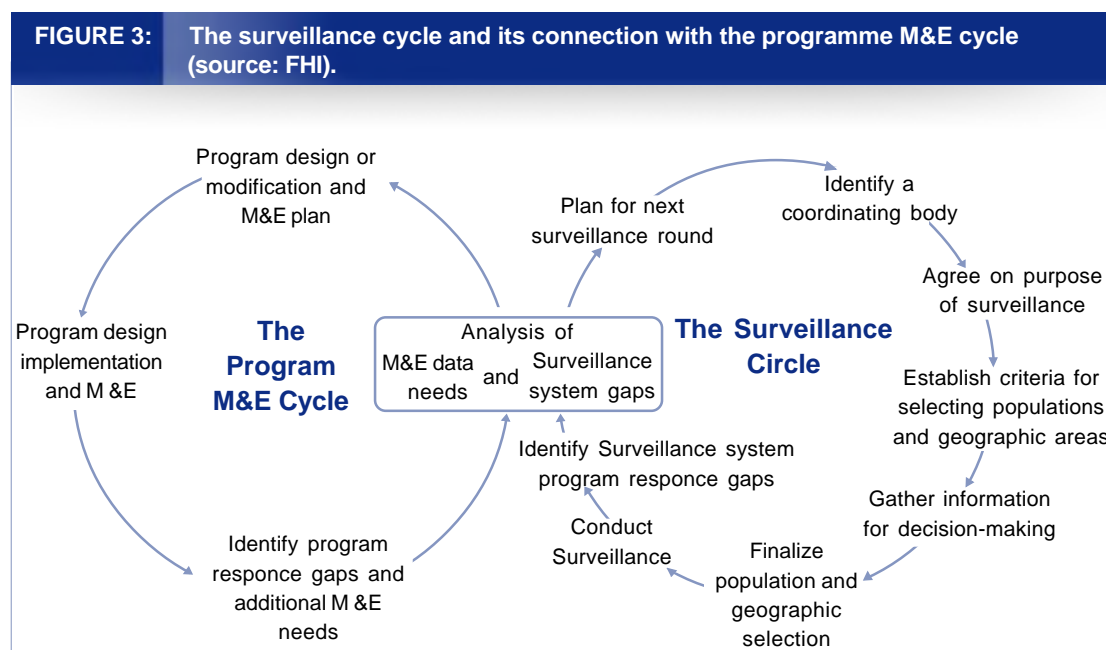 FIGURE 3:
The surveillance cycle and its connection with the programme M&E cycle
(source: FHI).
Program design or
modification and
M&E plan
Program design
implementation
and M &E
Identify program
responce gaps and
additional M &E
needs
The
Program
M&E Cycle
Analysis of
M&E data
needs
and
Surveillance
system gaps
The Surveillance
Circle
Plan for next
surveillance round
Identify a
coordinating body
Agree on purpose
of surveillance
Establish criteria for
selecting populations
and geographic areas
Gather information
for decision-making
Finalize
population and
geographic
selection
Conduct
Surveillance
Identify Surveillance system
program responce gaps